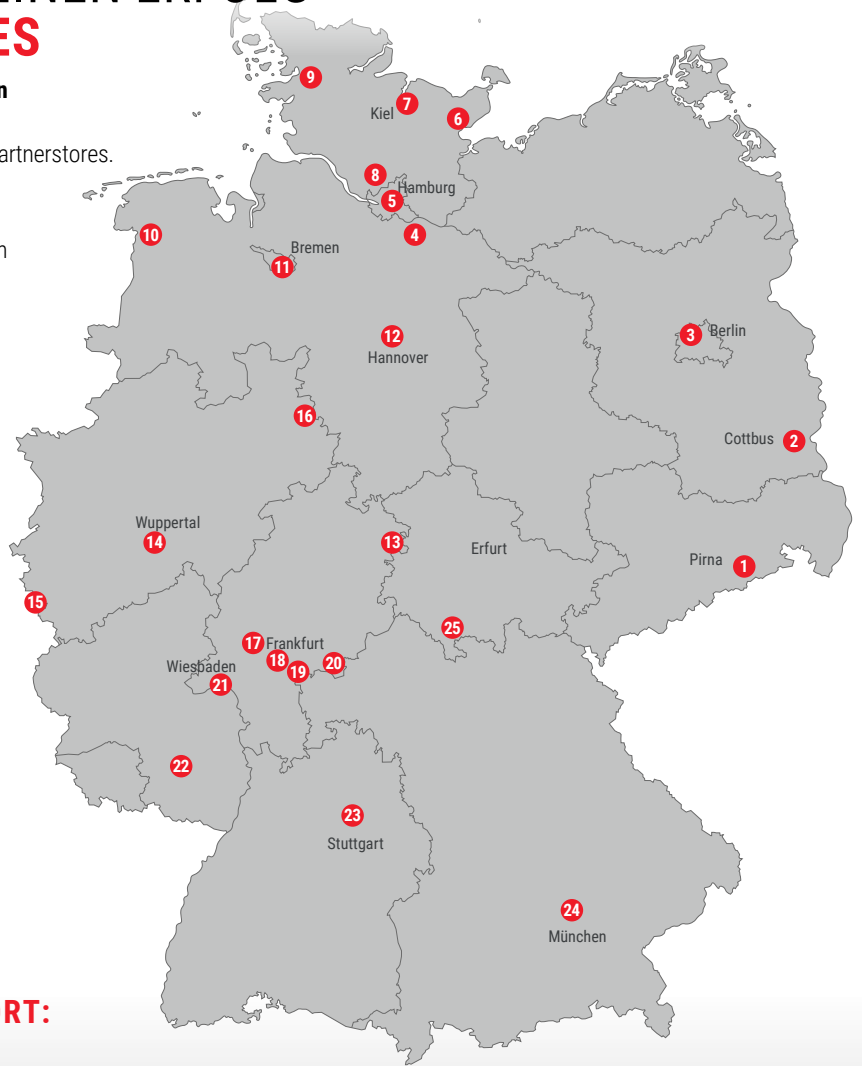 ES
n
artnerstores.
n
9
7
Kiel
6
8
Hamburg
5
10
4
Bremen
11
12
Hannover
3
Berlin
16
Cottbus
2
Wuppertal
14
13
Erfurt
Pirna
1
15
25
17
Frankfurt
18
19
20
Wiesbaden
21
22
23
Stuttgart
24
München
RT: